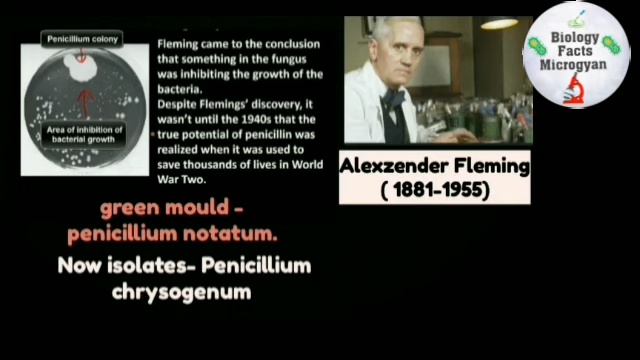 Penicillium colony
Area of inhibition of
bacterial growth
Fleming came to the conclusion
that something in the fungus
was inhibiting the growth of the
bacteria.
Despite Flemings' discovery, it
wasn't until the 1940s that the
true potential of penicillin was
realized when it was used to
save thousands of lives in World
War Two.
Alexzender Fleming
( 1881-1955)
Biology
Facts
Microgyan
green mould -
penicillium notatum.
Now isolates- Penicillium
chrysogenum